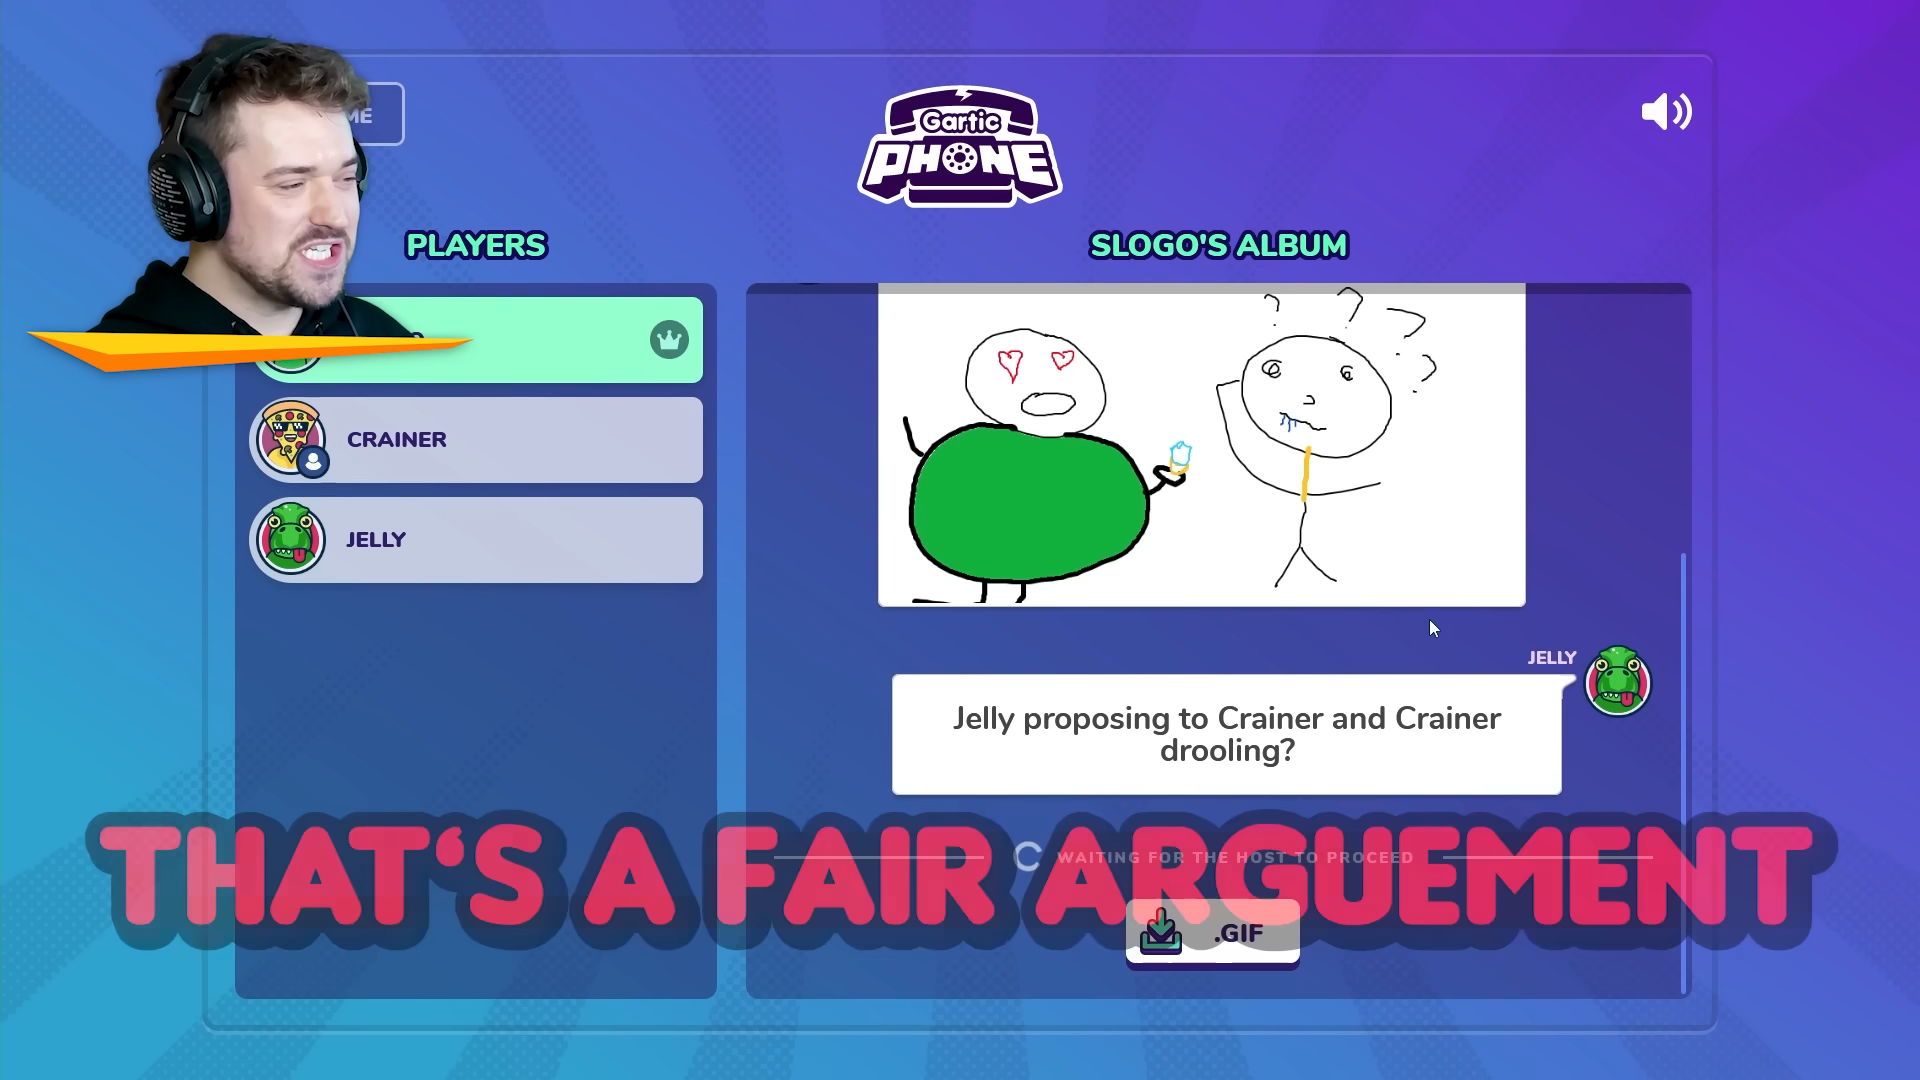 ME
Gartic
PHONE
PLAYERS
SLOGO'S ALBUM
CRAINER
JELLY
JELLY
Jelly proposing to Crainer and Crainer
drooling?
WAITING FOR THE HOST TO PROCEED
THAT'S A FAIR ARGUEMENT
.GIF